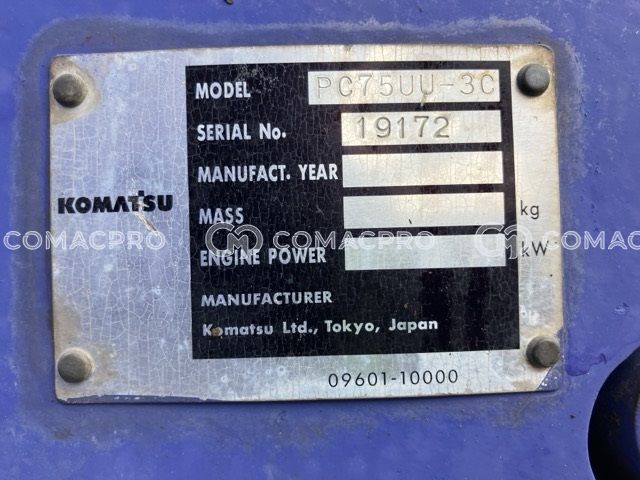 MODEL PC75UU-3C
SERIAL No. 19172
MANUFACT. YEAR
KOMATSU
MASS kg
COMACPRO COMACPRO COMACPRO
ENGINE POWER kW
MANUFACTURER
Komatsu Ltd., Tokyo, Japan
09601-10000